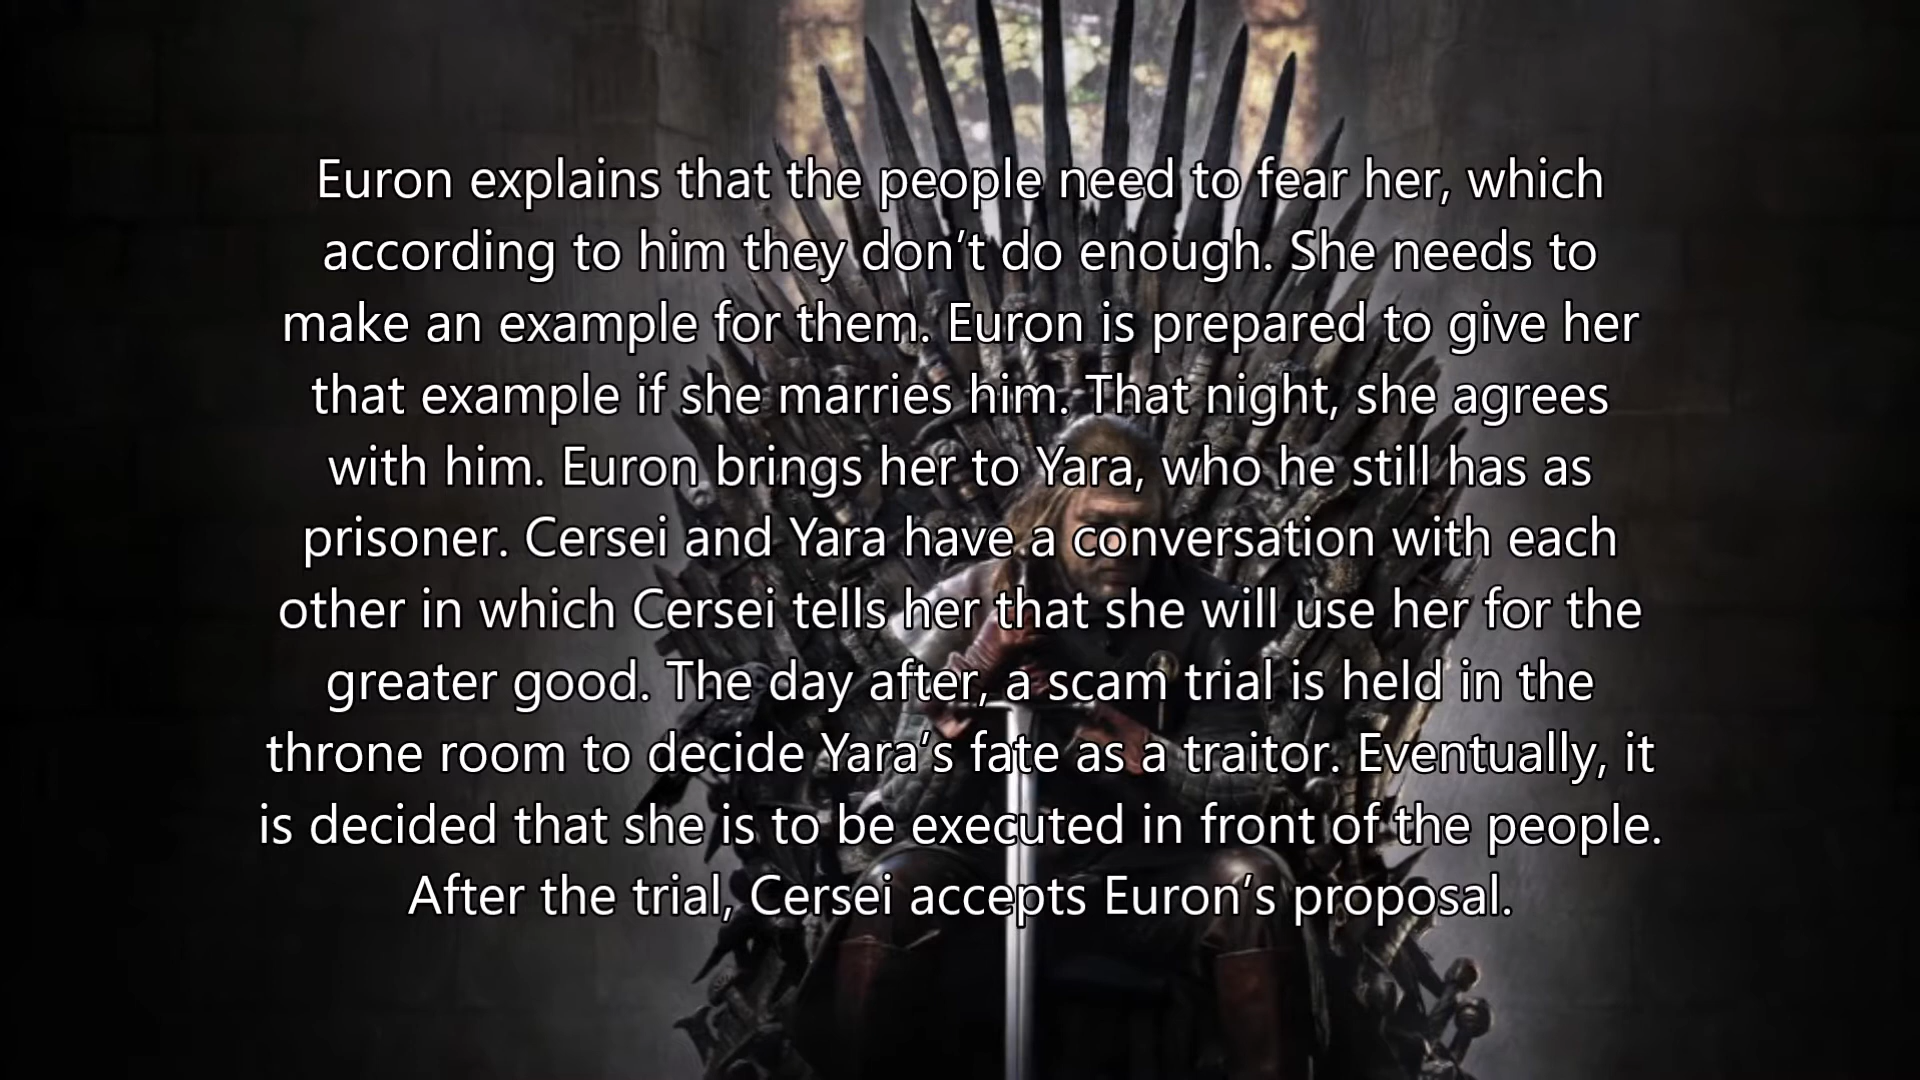 Euron explains that the people need to fear her, which
according to him they don’t do enough. She needs to
make an example for them. Euron is prepared to give her
that example if she marries him. That night, she agrees
with him. Euron brings her to Yara, who he still has as
prisoner. Cersei and Yara have a conversation with each
other in which Cersei tells her that she will use her for the
greater good. The day after, a scam trial is held in the
throne room to decide Yara’s fate as a traitor. Eventually, it
is decided that she is to be executed in front of the people.
After the trial, Cersei accepts Euron’s proposal.